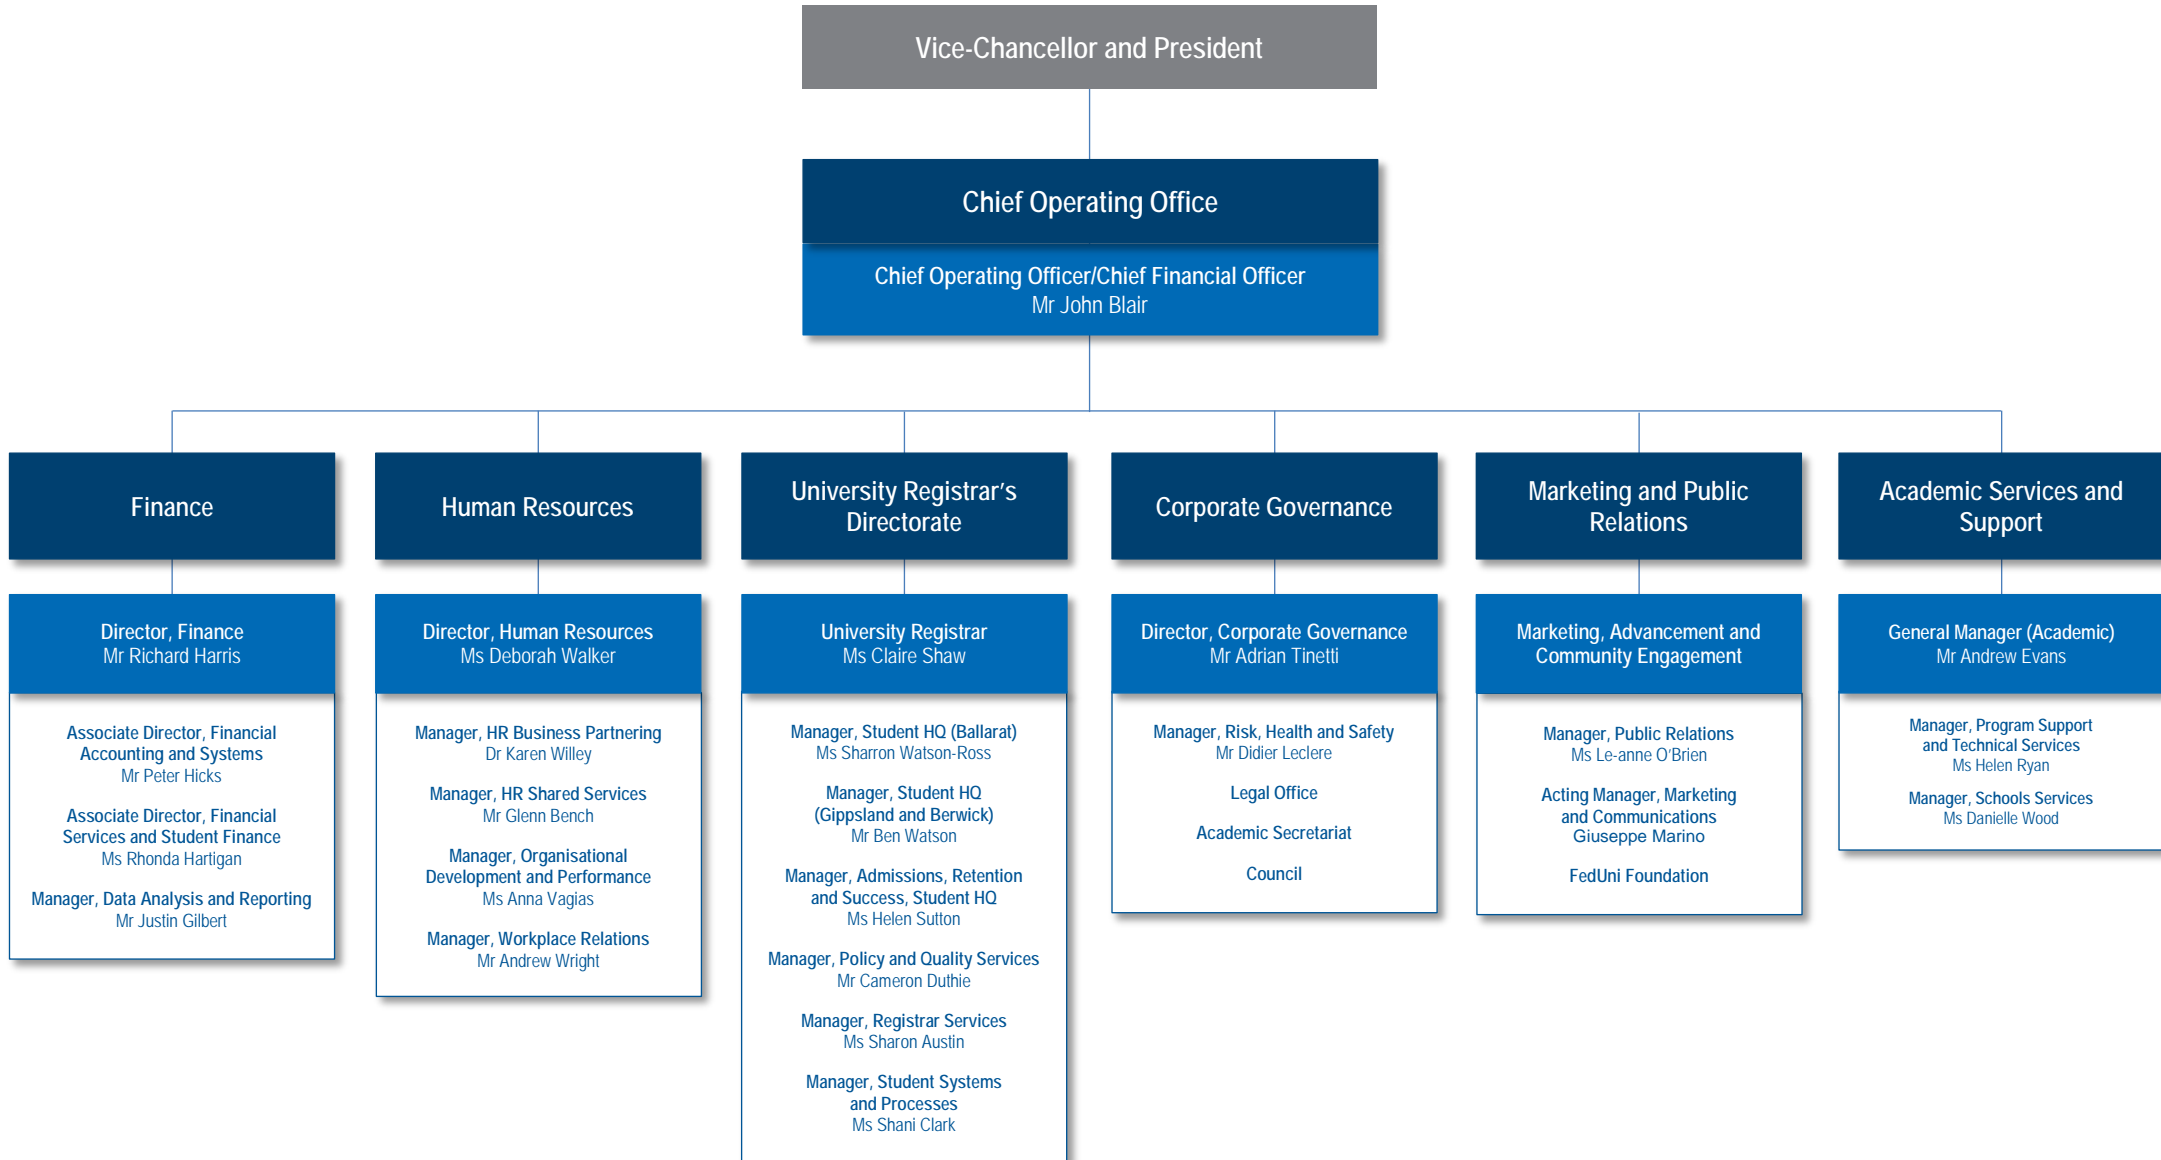 Vice-Chancellor and President
Chief Operating Office
Chief Operating Officer/Chief Financial Officer
Mr John Blair
Finance
Director, Finance
Mr Richard Harris
Associate Director, Financial
Accounting and Systems
Mr Peter Hicks
Associate Director, Financial
Services and Student Finance
Ms Rhonda Hartigan
Manager, Data Analysis and Reporting
Mr Justin Gilbert
Human Resources
Director, Human Resources
Ms Deborah Walker
Manager, HR Business Partnering
Dr Karen Willey
Manager, HR Shared Services
Mr Glenn Bench
Manager, Organisational
Development and Performance
Ms Anna Vagias
Manager, Workplace Relations
Mr Andrew Wright
University Registrar’s
Directorate
University Registrar
Ms Claire Shaw
Manager, Student HQ (Ballarat)
Ms Sharron Watson-Ross
Manager, Student HQ
(Gippsland and Berwick)
Mr Ben Watson
Manager, Admissions, Retention
and Success, Student HQ
Ms Helen Sutton
Manager, Policy and Quality Services
Mr Cameron Duthie
Manager, Registrar Services
Ms Sharon Austin
Manager, Student Systems
and Processes
Ms Shani Clark
Corporate Governance
Director, Corporate Governance
Mr Adrian Tinetti
Manager, Risk, Health and Safety
Mr Didier Leclere
Legal Office
Academic Secretariat
Council
Marketing and Public
Relations
Marketing, Advancement and
Community Engagement
Manager, Public Relations
Ms Le-anne O’Brien
Acting Manager, Marketing
and Communications
Giuseppe Marino
FedUni Foundation
Academic Services and
Support
General Manager (Academic)
Mr Andrew Evans
Manager, Program Support
and Technical Services
Ms Helen Ryan
Manager, Schools Services
Ms Danielle Wood